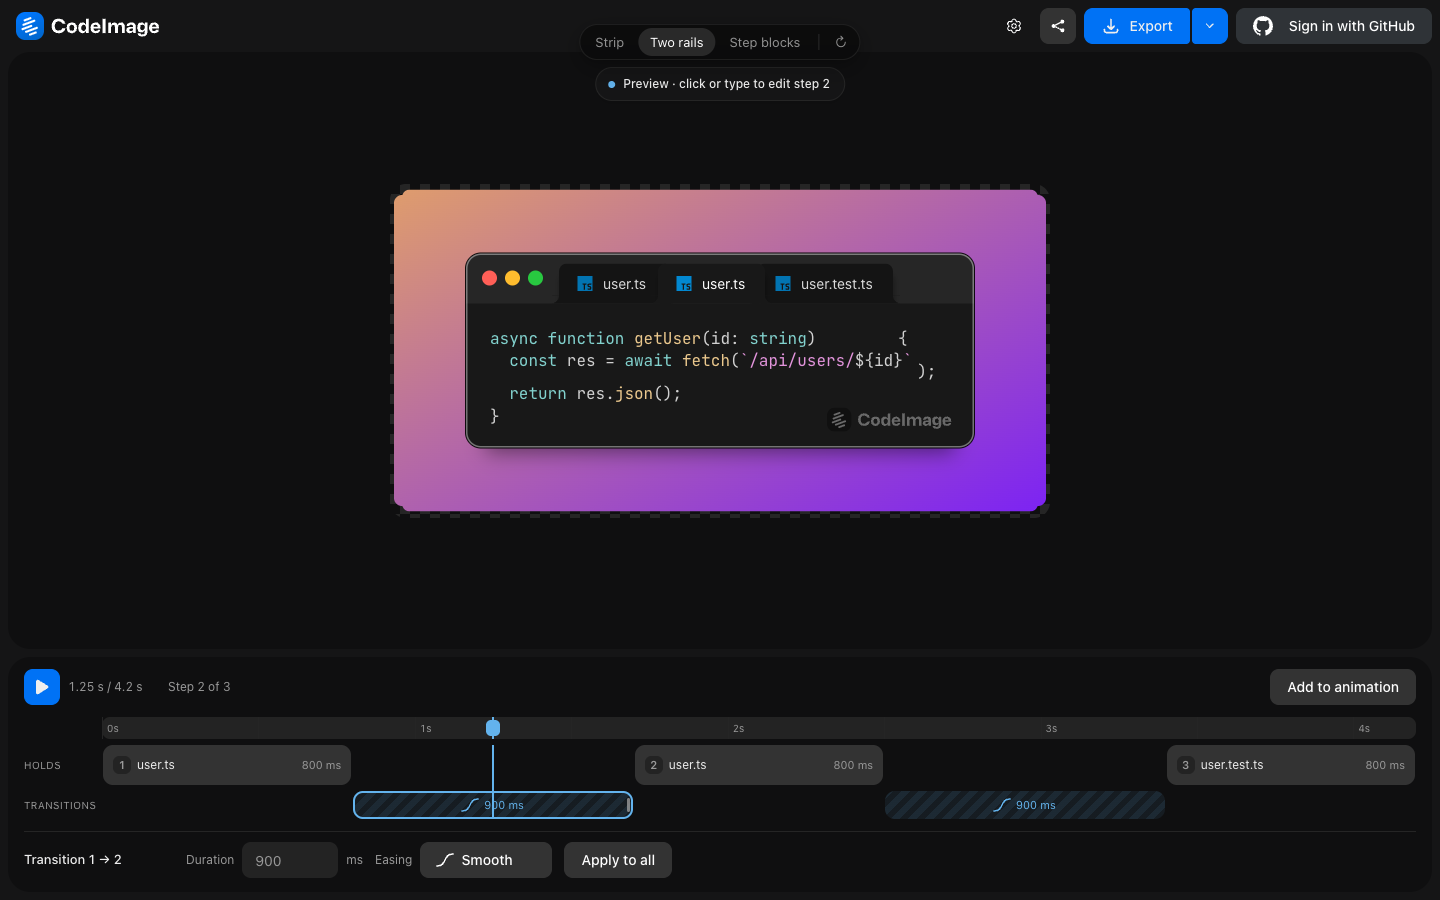 CodeImage
Export
Sign in with GitHub
Strip
Two rails
Step blocks
Preview · click or type to edit step 2
user.ts
user.ts
user.test.ts
async function getUser(id: string) {
const res = await fetch(`/api/users/${id}`
);
return res.json();
}
CodeImage
1.25 s / 4.2 s
Step 2 of 3
Add to animation
0s
1s
2s
3s
4s
HOLDS
1 user.ts 800 ms
2 user.ts 800 ms
3 user.test.ts 800 ms
TRANSITIONS
900 ms
900 ms
Transition 1 → 2
Duration
900
ms
Easing
Smooth
Apply to all